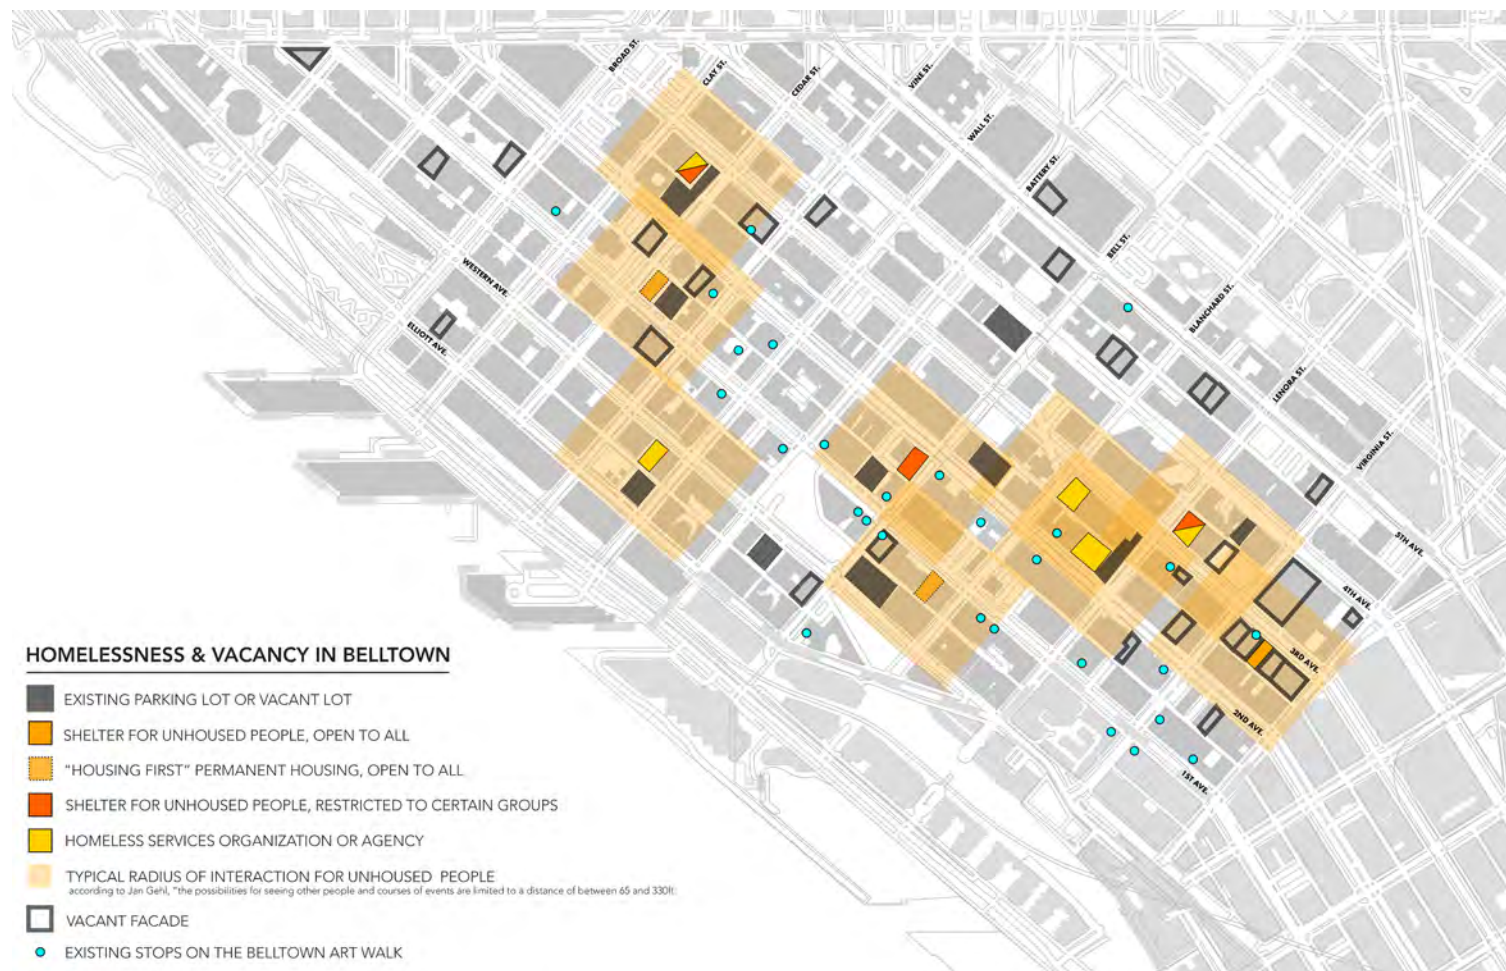 BROAD ST.
CLAY ST.
CEDAR ST.
VINE ST.
WALL ST.
BATTERY ST.
BELL ST.
BLANCHARD ST.
LENORA ST.
VIRGINIA ST.
WESTERN AVE.
ELLIOTT AVE.
5TH AVE.
4TH AVE.
3RD AVE.
2ND AVE.
1ST AVE.
HOMELESSNESS & VACANCY IN BELLTOWN
EXISTING PARKING LOT OR VACANT LOT
SHELTER FOR UNHOUSED PEOPLE, OPEN TO ALL
"HOUSING FIRST" PERMANENT HOUSING, OPEN TO ALL
SHELTER FOR UNHOUSED PEOPLE, RESTRICTED TO CERTAIN GROUPS
HOMELESS SERVICES ORGANIZATION OR AGENCY
TYPICAL RADIUS OF INTERACTION FOR UNHOUSED PEOPLE
according to Jan Gehl, "the possibilities for seeing other people and courses of events are limited to a distance of between 65 and 330ft.
VACANT FACADE
EXISTING STOPS ON THE BELLTOWN ART WALK